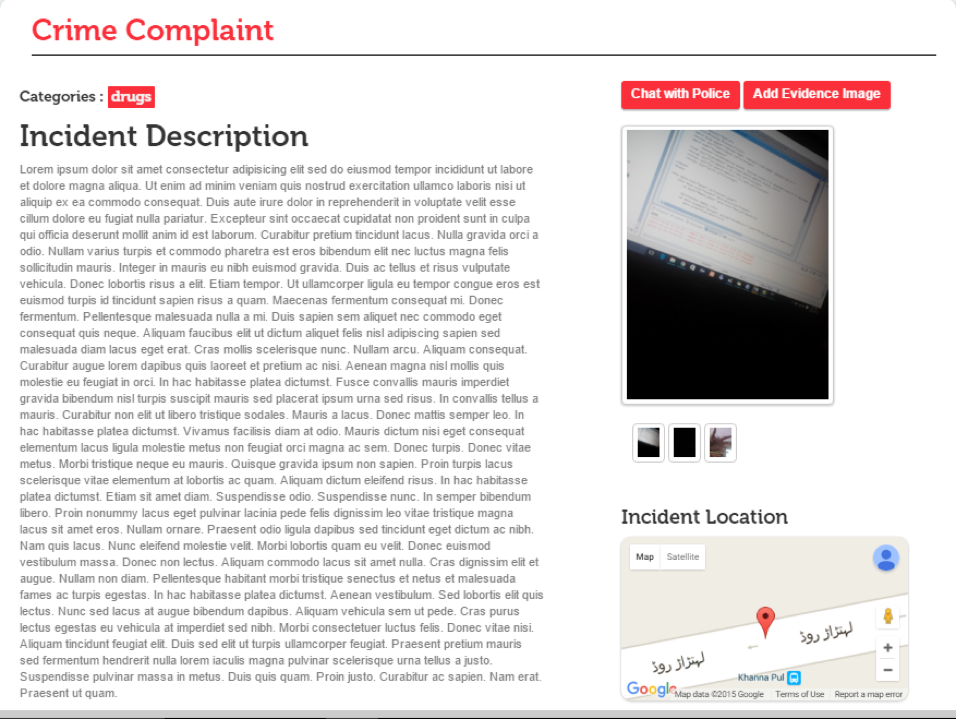 Crime Complaint
Categories : drugs
Chat with Police
Add Evidence Image
Incident Description
Lorem ipsum dolor sit amet consectetur adipisicing elit sed do eiusmod tempor incididunt ut labore
et dolore magna aliqua. Ut enim ad minim veniam quis nostrud exercitation ullamco laboris nisi ut
aliquip ex ea commodo consequat. Duis aute irure dolor in reprehenderit in voluptate velit esse
cillum dolore eu fugiat nulla pariatur. Excepteur sint occaecat cupidatat non proident sunt in culpa
qui officia deserunt mollit anim id est laborum. Curabitur pretium tincidunt lacus. Nulla gravida orci a
odio. Nullam varius turpis et commodo pharetra est eros bibendum elit nec luctus magna felis
sollicitudin mauris. Integer in mauris eu nibh euismod gravida. Duis ac tellus et risus vulputate
vehicula. Donec lobortis risus a elit. Etiam tempor. Ut ullamcorper ligula eu tempor congue eros est
euismod turpis id tincidunt sapien risus a quam. Maecenas fermentum consequat mi. Donec
fermentum. Pellentesque malesuada nulla a mi. Duis sapien sem aliquet nec commodo eget
consequat quis neque. Aliquam faucibus elit ut dictum aliquet felis nisl adipiscing sapien sed
malesuada diam lacus eget erat. Cras mollis scelerisque nunc. Nullam arcu. Aliquam consequat.
Curabitur augue lorem dapibus quis laoreet et pretium ac nisi. Aenean magna nisl mollis quis
molestie eu feugiat in orci. In hac habitasse platea dictumst. Fusce convallis mauris imperdiet
gravida bibendum nisl turpis suscipit mauris sed placerat ipsum urna sed risus. In convallis tellus a
mauris. Curabitur non elit ut libero tristique sodales. Mauris a lacus. Donec mattis semper leo. In
hac habitasse platea dictumst. Vivamus facilisis diam at odio. Mauris dictum nisi eget consequat
elementum lacus ligula molestie metus non feugiat orci magna ac sem. Donec turpis. Donec vitae
metus. Morbi tristique neque eu mauris. Quisque gravida ipsum non sapien. Proin turpis lacus
scelerisque vitae elementum at lobortis ac quam. Aliquam dictum eleifend risus. In hac habitasse
platea dictumst. Etiam sit amet diam. Suspendisse odio. Suspendisse nunc. In semper bibendum
libero. Proin nonummy lacus eget pulvinar lacinia pede felis dignissim leo vitae tristique magna
lacus sit amet eros. Nullam ornare. Praesent odio ligula dapibus sed tincidunt eget dictum ac nibh.
Nam quis lacus. Nunc eleifend molestie velit. Morbi lobortis quam eu velit. Donec euismod
vestibulum massa. Donec non lectus. Aliquam commodo lacus sit amet nulla. Cras dignissim elit et
augue. Nullam non diam. Pellentesque habitant morbi tristique senectus et netus et malesuada
fames ac turpis egestas. In hac habitasse platea dictumst. Aenean vestibulum. Sed lobortis elit quis
lectus. Nunc sed lacus at augue bibendum dapibus. Aliquam vehicula sem ut pede. Cras purus
lectus egestas eu vehicula at imperdiet sed nibh. Morbi consectetuer luctus felis. Donec vitae nisi.
Aliquam tincidunt feugiat elit. Duis sed elit ut turpis ullamcorper feugiat. Praesent pretium mauris
sed fermentum hendrerit nulla lorem iaculis magna pulvinar scelerisque urna tellus a justo.
Suspendisse pulvinar massa in metus. Duis quis quam. Proin justo. Curabitur ac sapien. Nam erat.
Praesent ut quam.
Incident Location
Map
Satellite
لہتڑاڑ روڈ
لہتڑاڑ روڈ
Khanna Pul
Google
Map data ©2015 Google
Terms of Use
Report a map error